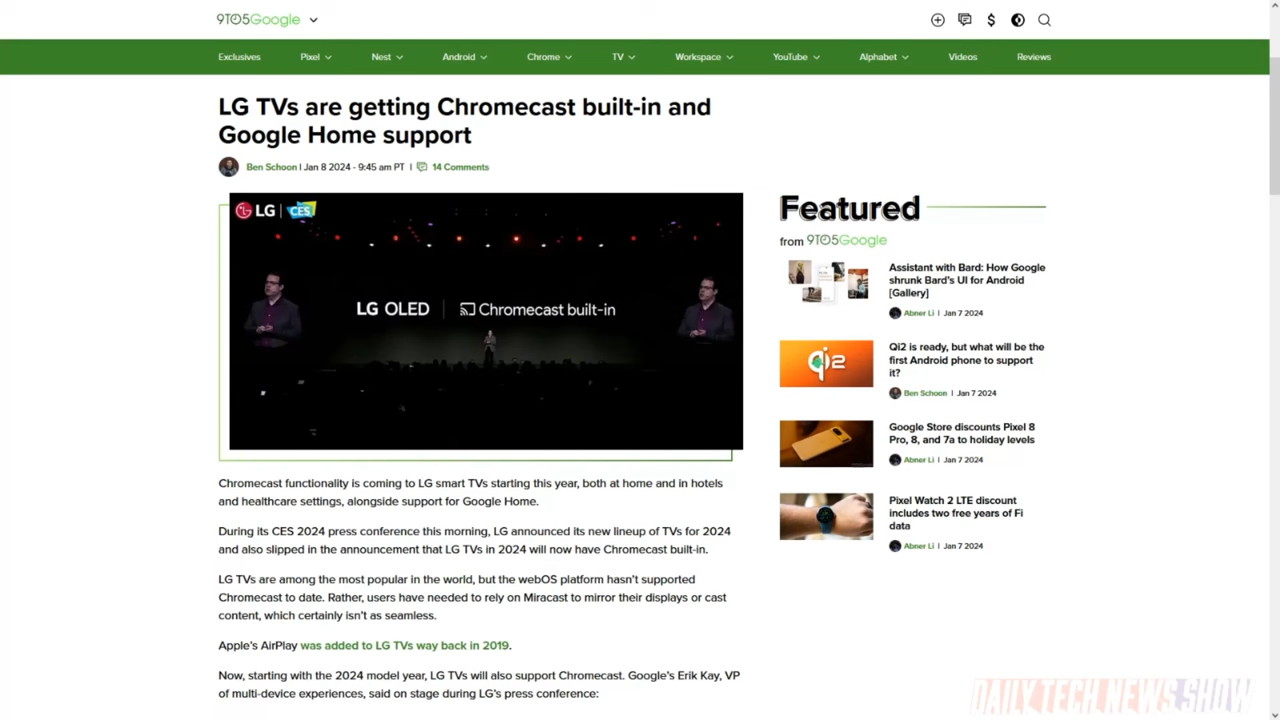 9TO5Google
Exclusives Pixel Nest Android Chrome TV Workspace YouTube Alphabet Videos Reviews
LG TVs are getting Chromecast built-in and
Google Home support
Ben Schoon | Jan 8 2024 - 9:45 am PT | 14 Comments
LG | CES
LG OLED | Chromecast built-in
Chromecast functionality is coming to LG smart TVs starting this year, both at home and in hotels
and healthcare settings, alongside support for Google Home.
During its CES 2024 press conference this morning, LG announced its new lineup of TVs for 2024
and also slipped in the announcement that LG TVs in 2024 will now have Chromecast built-in.
LG TVs are among the most popular in the world, but the webOS platform hasn't supported
Chromecast to date. Rather, users have needed to rely on Miracast to mirror their displays or cast
content, which certainly isn't as seamless.
Apple's AirPlay was added to LG TVs way back in 2019.
Now, starting with the 2024 model year, LG TVs will also support Chromecast. Google's Erik Kay, VP
of multi-device experiences, said on stage during LG's press conference:
Featured
from 9TO5Google
Assistant with Bard: How Google
shrunk Bard's UI for Android
[Gallery]
Abner Li | Jan 7 2024
Qi2
Qi2 is ready, but what will be the
first Android phone to support
it?
Ben Schoon | Jan 7 2024
Google Store discounts Pixel 8
Pro, 8, and 7a to holiday levels
Abner Li | Jan 7 2024
Pixel Watch 2 LTE discount
includes two free years of Fi
data
Abner Li | Jan 7 2024
DAILY TECH NEWS SHOW